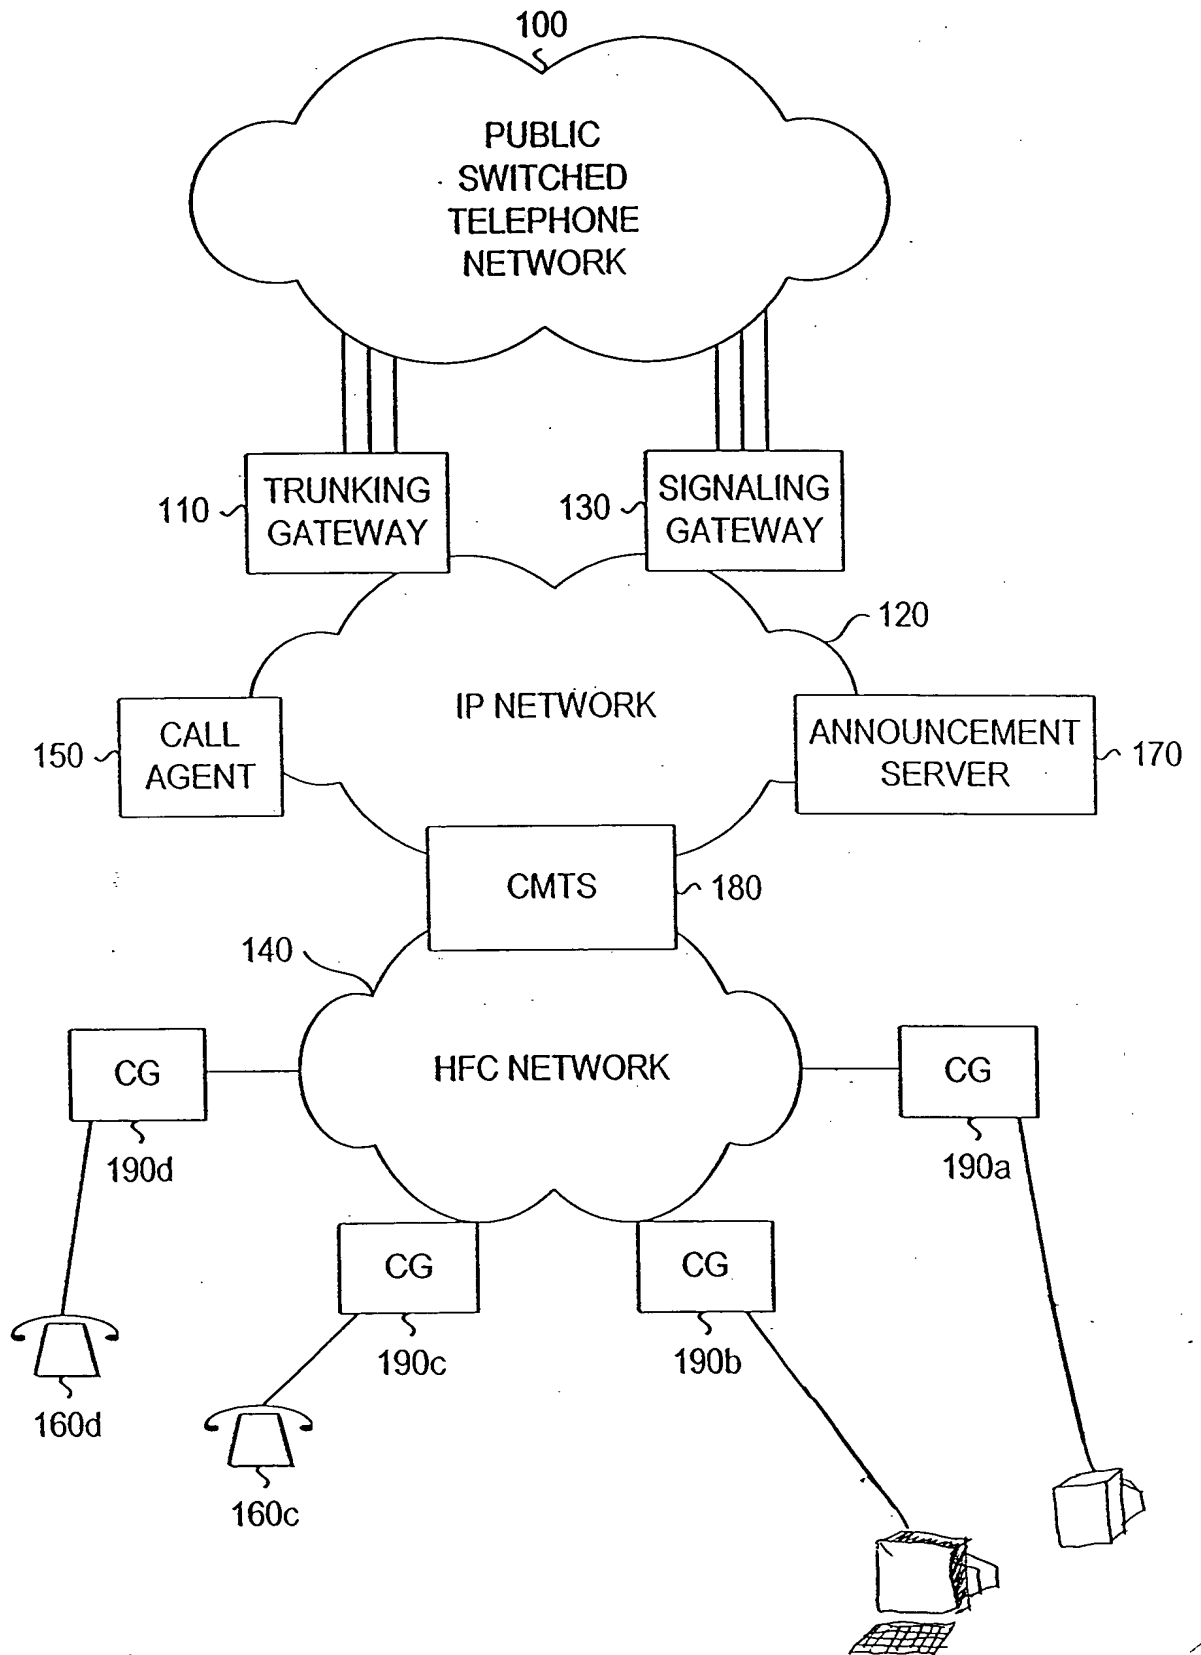 100
PUBLIC
SWITCHED
TELEPHONE
NETWORK
110
TRUNKING
GATEWAY
130
SIGNALING
GATEWAY
120
IP NETWORK
150
CALL
AGENT
ANNOUNCEMENT
SERVER
170
CMTS
180
140
HFC NETWORK
CG
190d
CG
190a
CG
190c
CG
190b
160d
160c